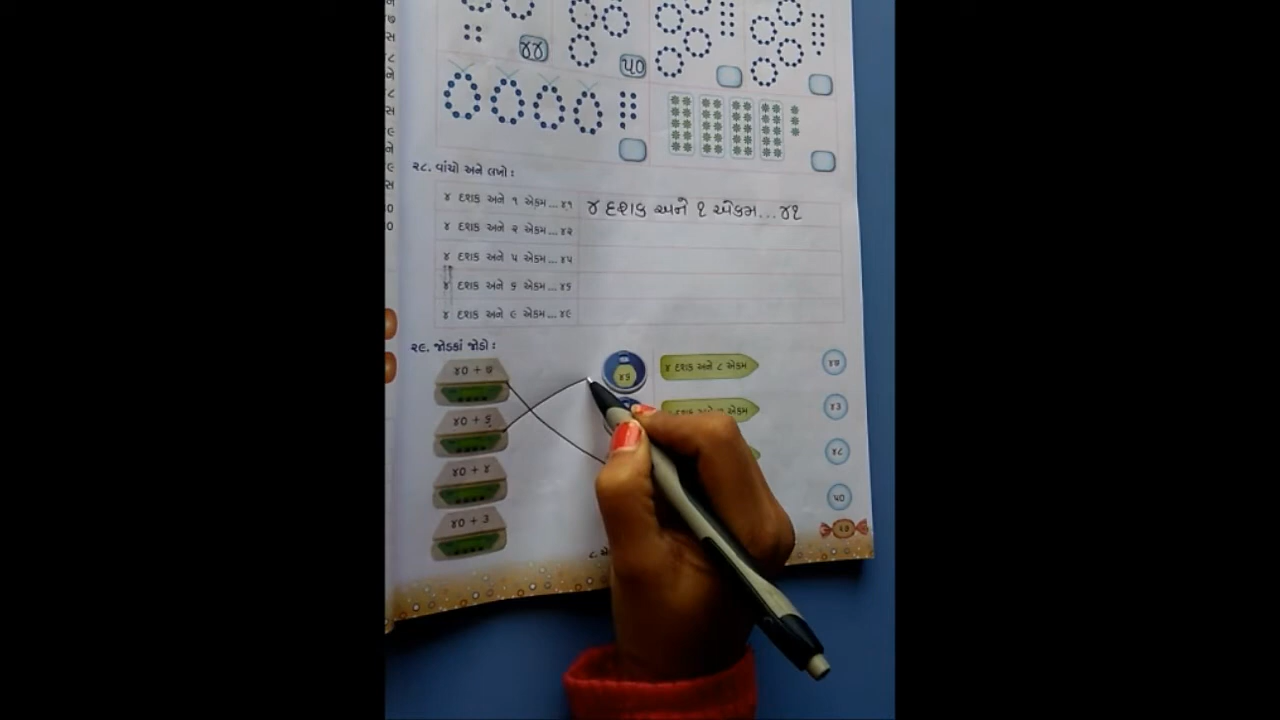 ૪૪
૫૦
૨૮. વાંચો અને લખો :
૪ દશક અને ૧ એકમ... ૪૧
૪ દશક અને ૧ એકમ... ૪૧
૪ દશક અને ૨ એકમ... ૪૨
૪ દશક અને ૫ એકમ... ૪૫
૪ દશક અને ૬ એકમ... ૪૬
૪ દશક અને ૯ એકમ... ૪૯
૨૯. જોડકાં જોડો :
૪૦ + ૭
૪૬
૪ દશક અને ૮ એકમ
૪૭
૪૦ + ૬
એકમ
૪૩
૪૦ + ૪
૪૮
૪૦ + ૩
૫૦